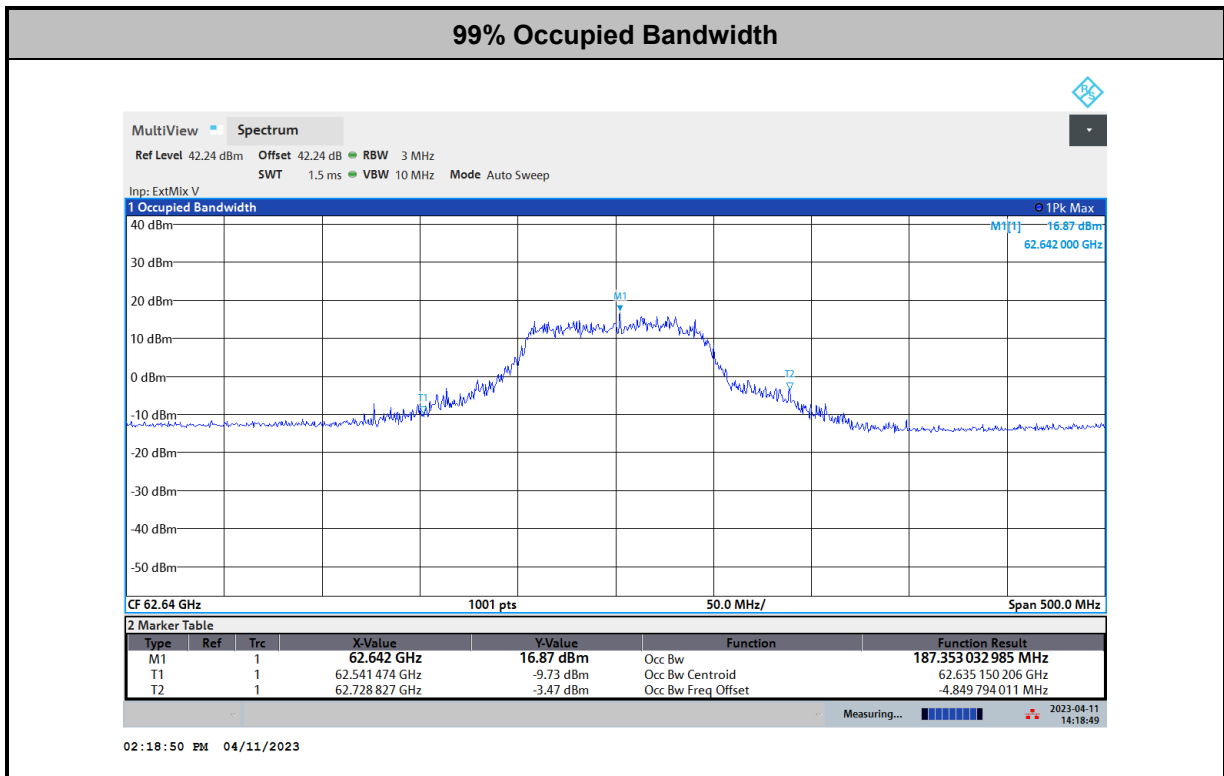 99% Occupied Bandwidth
R S
MultiView Spectrum
Ref Level 42.24 dBm Offset 42.24 dB RBW 3 MHz
SWT 1.5 ms VBW 10 MHz Mode Auto Sweep
Inp: ExtMix V
1 Occupied Bandwidth 1Pk Max
M1[1] 16.87 dBm
62.642 000 GHz
40 dBm
30 dBm
20 dBm
10 dBm
0 dBm
-10 dBm
-20 dBm
-30 dBm
-40 dBm
-50 dBm
M1
T1
T2
CF 62.64 GHz 1001 pts 50.0 MHz/ Span 500.0 MHz
2 Marker Table
Type Ref Trc X-Value Y-Value Function Function Result
M1 1 62.642 GHz 16.87 dBm Occ Bw 187.353 032 985 MHz
T1 1 62.541 474 GHz -9.73 dBm Occ Bw Centroid 62.635 150 206 GHz
T2 1 62.728 827 GHz -3.47 dBm Occ Bw Freq Offset -4.849 794 011 MHz
Measuring... 2023-04-11
14:18:49
02:18:50 PM 04/11/2023